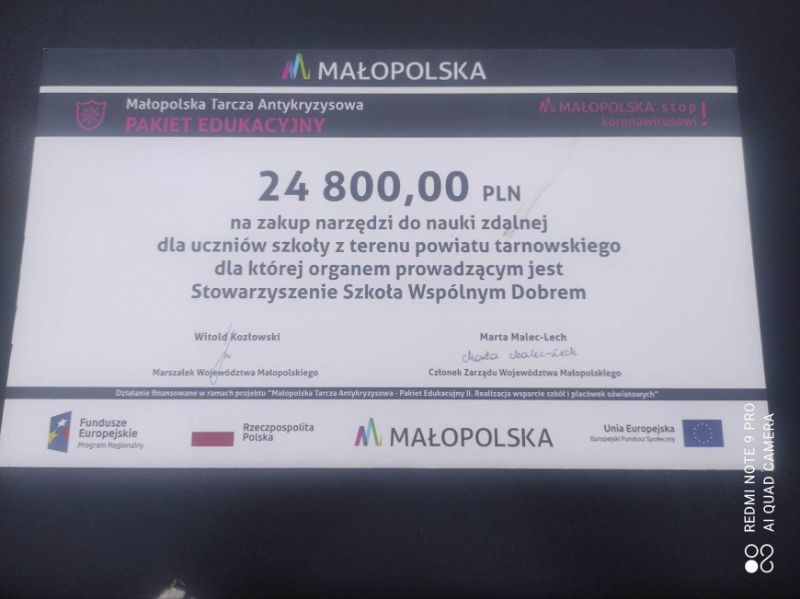 MAŁOPOLSKA
Małopolska Tarcza Antykryzysowa
PAKIET EDUKACYJNY
MAŁOPOLSKA stop
koronawirusowi!
24 800,00 PLN
na zakup narzędzi do nauki zdalnej
dla uczniów szkoły z terenu powiatu tarnowskiego
dla której organem prowadzącym jest
Stowarzyszenie Szkoła Wspólnym Dobrem
Witold Kozłowski
Marszałek Województwa Małopolskiego
Marta Malec-Lech
Marta Malec-Lech
Członek Zarządu Województwa Małopolskiego
Działanie finansowane w ramach projektu "Małopolska Tarcza Antykryzysowa - Pakiet Edukacyjny II. Realizacja wsparcie szkół i placówek oświatowych"
Fundusze
Europejskie
Program Regionalny
Rzeczpospolita
Polska
MAŁOPOLSKA
Unia Europejska
Europejski Fundusz Społeczny
REDMI NOTE 9 PRO
AI QUAD CAMERA